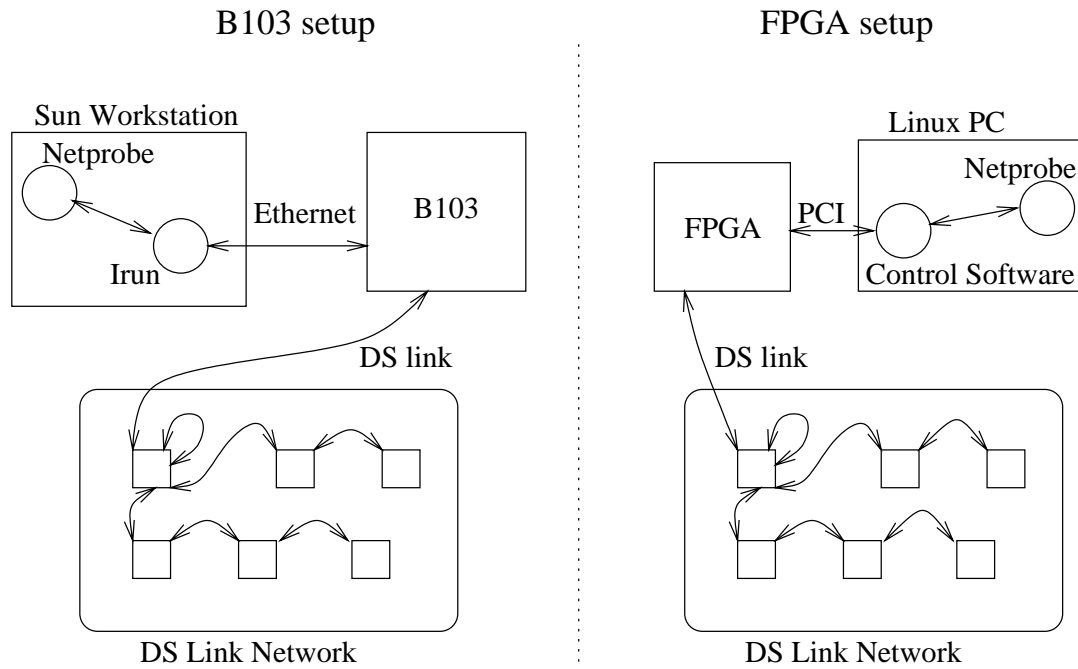 B103 setup
Sun Workstation
Netprobe
Irun
Ethernet
B103
DS link
DS Link Network
FPGA setup
Linux PC
Netprobe
FPGA
PCI
Control Software
DS link
DS Link Network